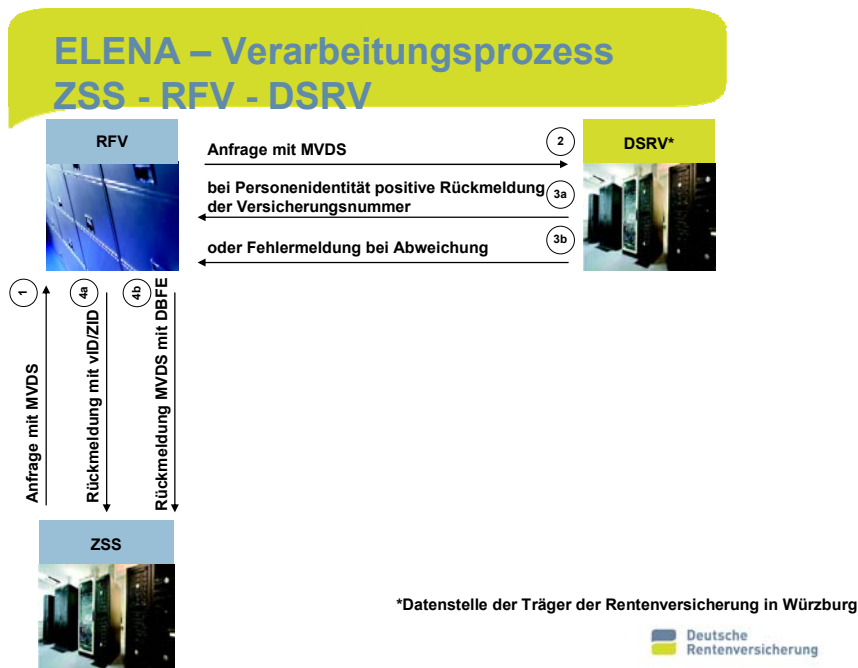 ELENA – Verarbeitungsprozess
ZSS - RFV - DSRV
RFV
Anfrage mit MVDS
2
DSRV*
bei Personenidentität positive Rückmeldung
der Versicherungsnummer
3a
oder Fehlermeldung bei Abweichung
3b
1
4a
4b
Anfrage mit MVDS
Rückmeldung mit vID/ZID
Rückmeldung MVDS mit DBFE
ZSS
*Datenstelle der Träger der Rentenversicherung in Würzburg
Deutsche
Rentenversicherung